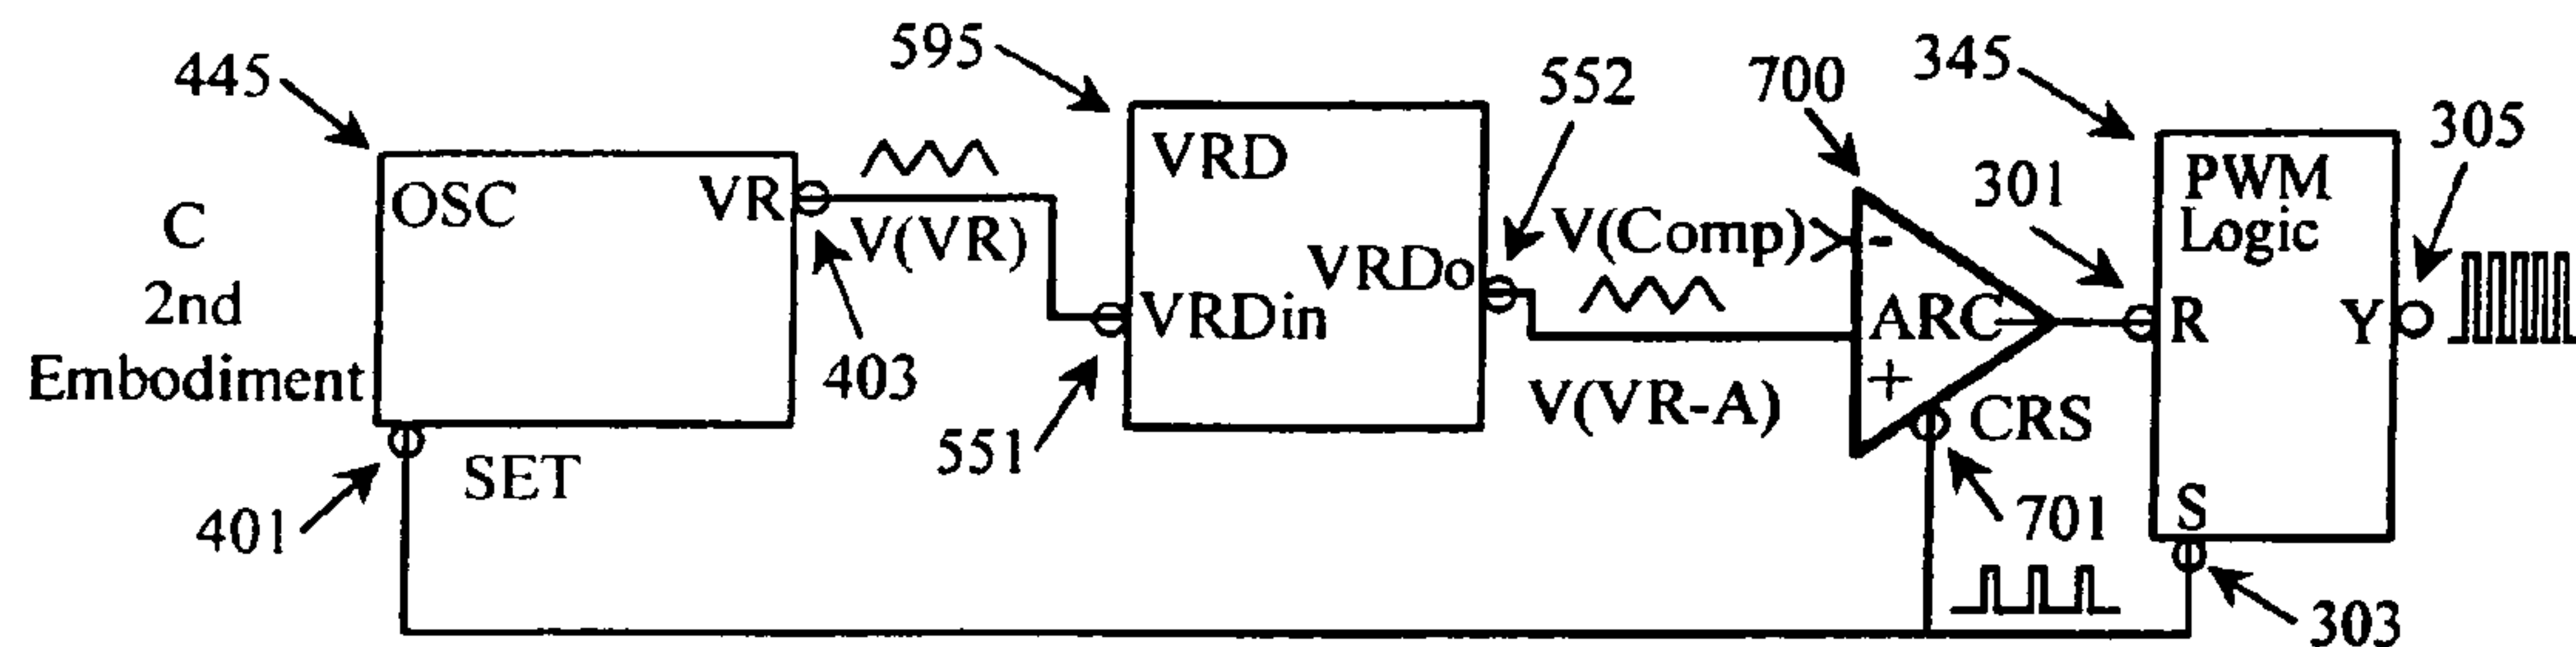 C
2nd
Embodiment
445
OSC
VR
V(VR)
403
401
SET
595
VRD
VRDin
VRDo
551
552
V(Comp)
V(VR-A)
700
-
ARC
+
CRS
701
345
301
PWM
Logic
R
Y
S
305
303